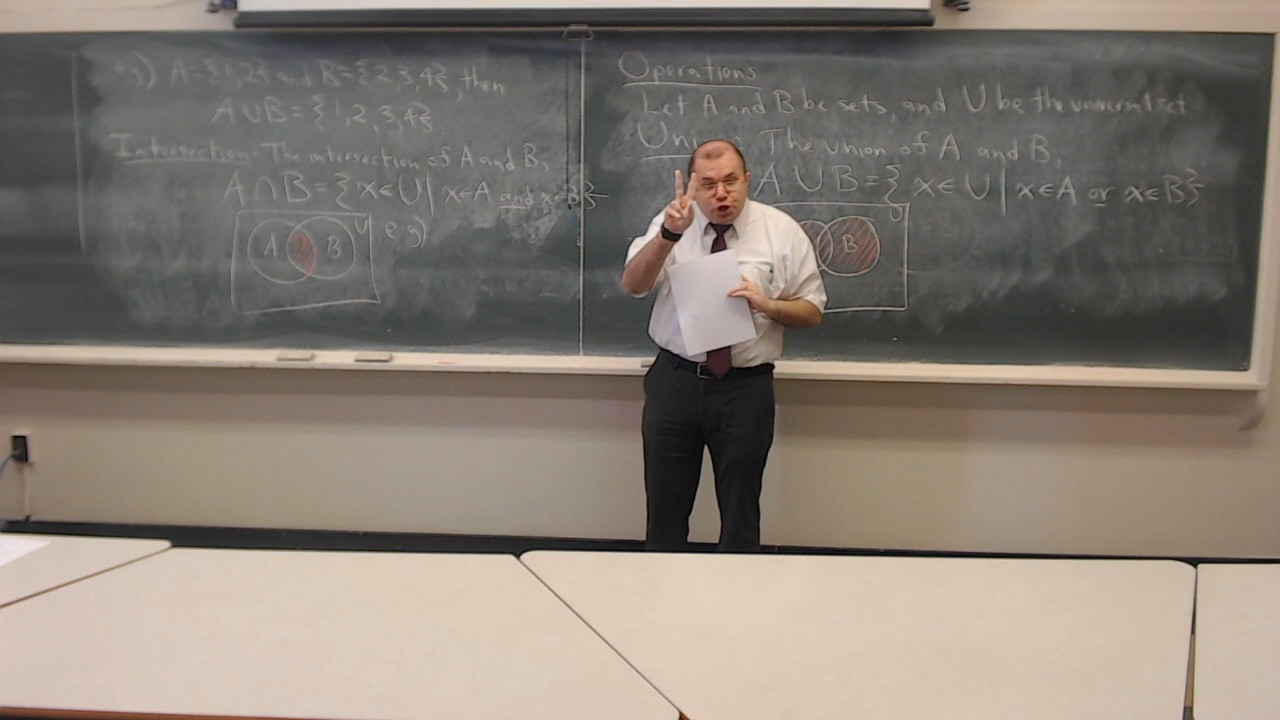 e.g) A={1,2} and B={2,3,4}, then
A∪B={1,2,3,4}
Intersection: The intersection of A and B,
A∩B={x∈U|x∈A and x∈B}
U
A B
e.g)
Operations
Let A and B be sets, and U be the universal set.
The union of A and B,
A∪B={x∈U|x∈A or x∈B}
U
B